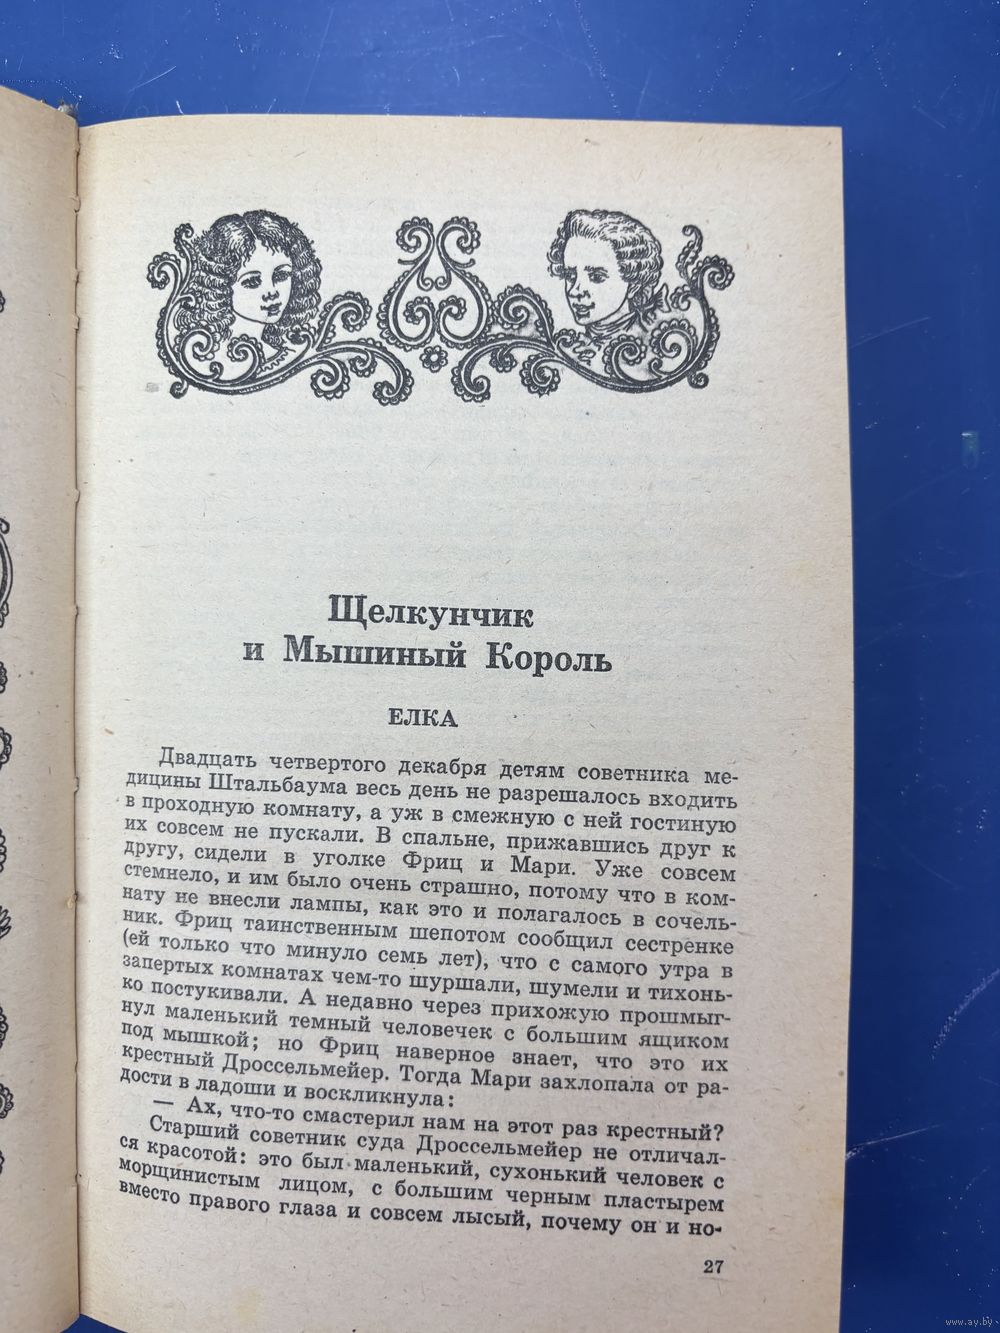 Щелкунчик
и Мышиный Король
ЕЛКА
Двадцать четвертого декабря детям советника ме-
дицины Штальбаума весь день не разрешалось входить
в проходную комнату, а уж в смежную с ней гостиную
их совсем не пускали. В спальне, прижавшись друг к
другу, сидели в уголке Фриц и Мари. Уже совсем
стемнело, и им было очень страшно, потому что в ком-
нату не внесли лампы, как это и полагалось в сочель-
ник. Фриц таинственным шепотом сообщил сестренке
(ей только что минуло семь лет), что с самого утра в
запертых комнатах чем-то шуршали, шумели и тихонь-
ко постукивали. А недавно через прихожую прошмыг-
нул маленький темный человечек с большим ящиком
под мышкой; но Фриц наверное знает, что это их
крестный Дроссельмейер. Тогда Мари захлопала от ра-
дости в ладоши и воскликнула:
— Ах, что-то смастерил нам на этот раз крестный?
Старший советник суда Дроссельмейер не отличал-
ся красотой: это был маленький, сухонький человек с
морщинистым лицом, с большим черным пластырем
вместо правого глаза и совсем лысый, почему он и но-
27
www.ay.by